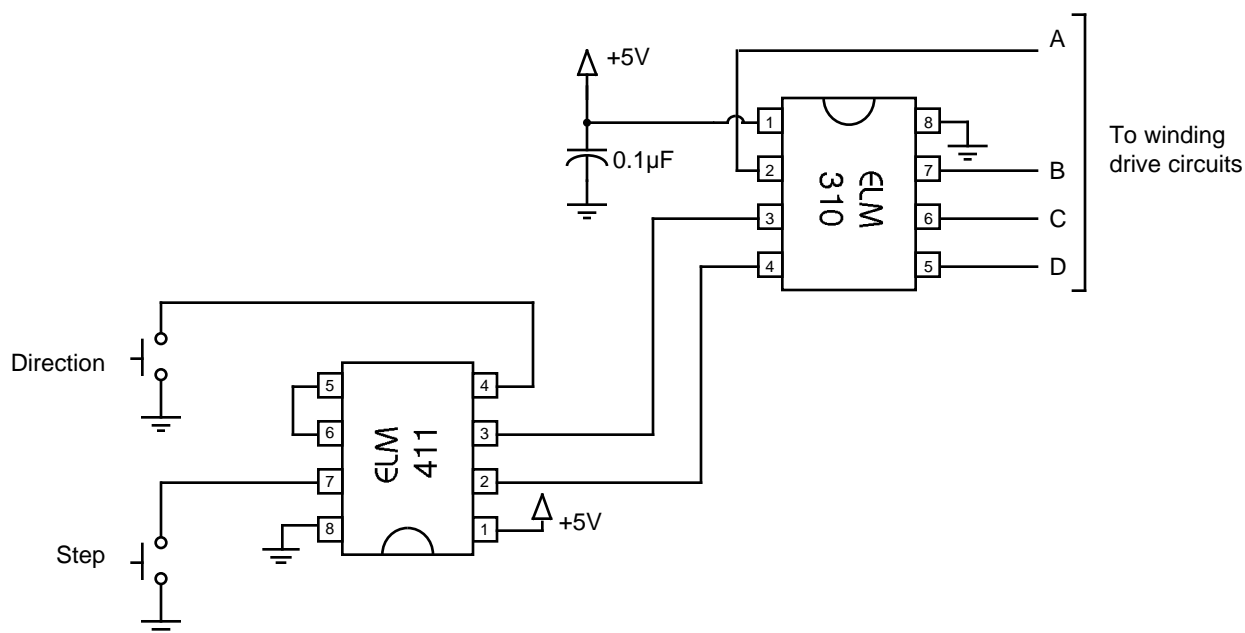 A
+5V
1
8
To winding
drive circuits
0.1µF
2
ELM
310
7
B
3
6
C
4
5
D
Direction
5
4
6
ELM
411
3
7
2
8
1
+5V
Step